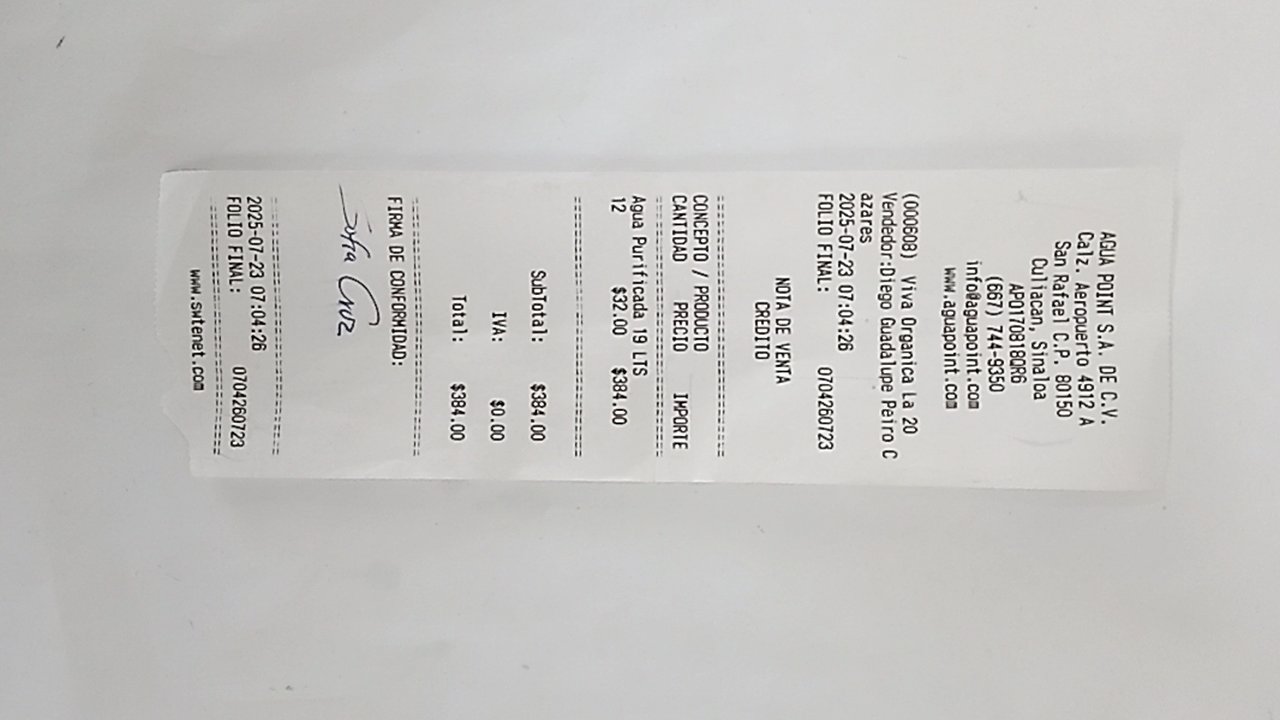 AGUA POINT S.A. DE C.V.
Calz. Aeropuerto 4912 A
San Rafael C.P. 80150
Culiacan, Sinaloa
APO170818QR6
(667) 744-9350
info@aguapoint.com
www.aguapoint.com
(000608) Viva Organica La 20
Vendedor:Diego Guadalupe Peiro C
azares
2025-07-23 07:04:26
FOLIO FINAL: 0704260723
NOTA DE VENTA
CREDITO
================================
CONCEPTO / PRODUCTO
CANTIDAD PRECIO IMPORTE
================================
Agua Purificada 19 LTS
12 $32.00 $384.00
================================
SubTotal: $384.00
IVA: $0.00
Total: $384.00
================================
FIRMA DE CONFORMIDAD:
Sofia Cruz
================================
2025-07-23 07:04:26
FOLIO FINAL: 0704260723
================================
www.swtenet.com